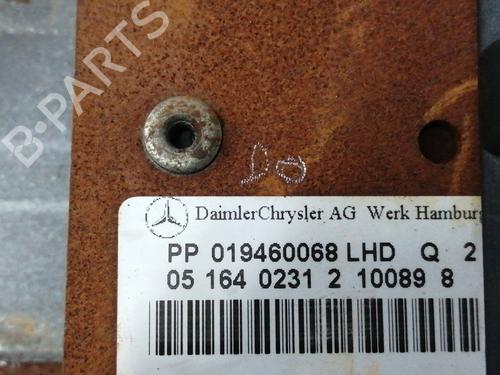 B-PARTS
DaimlerChrysler AG Werk Hamburg
PP 019460068 LHD Q 2
05 164 0231 2 10089 8